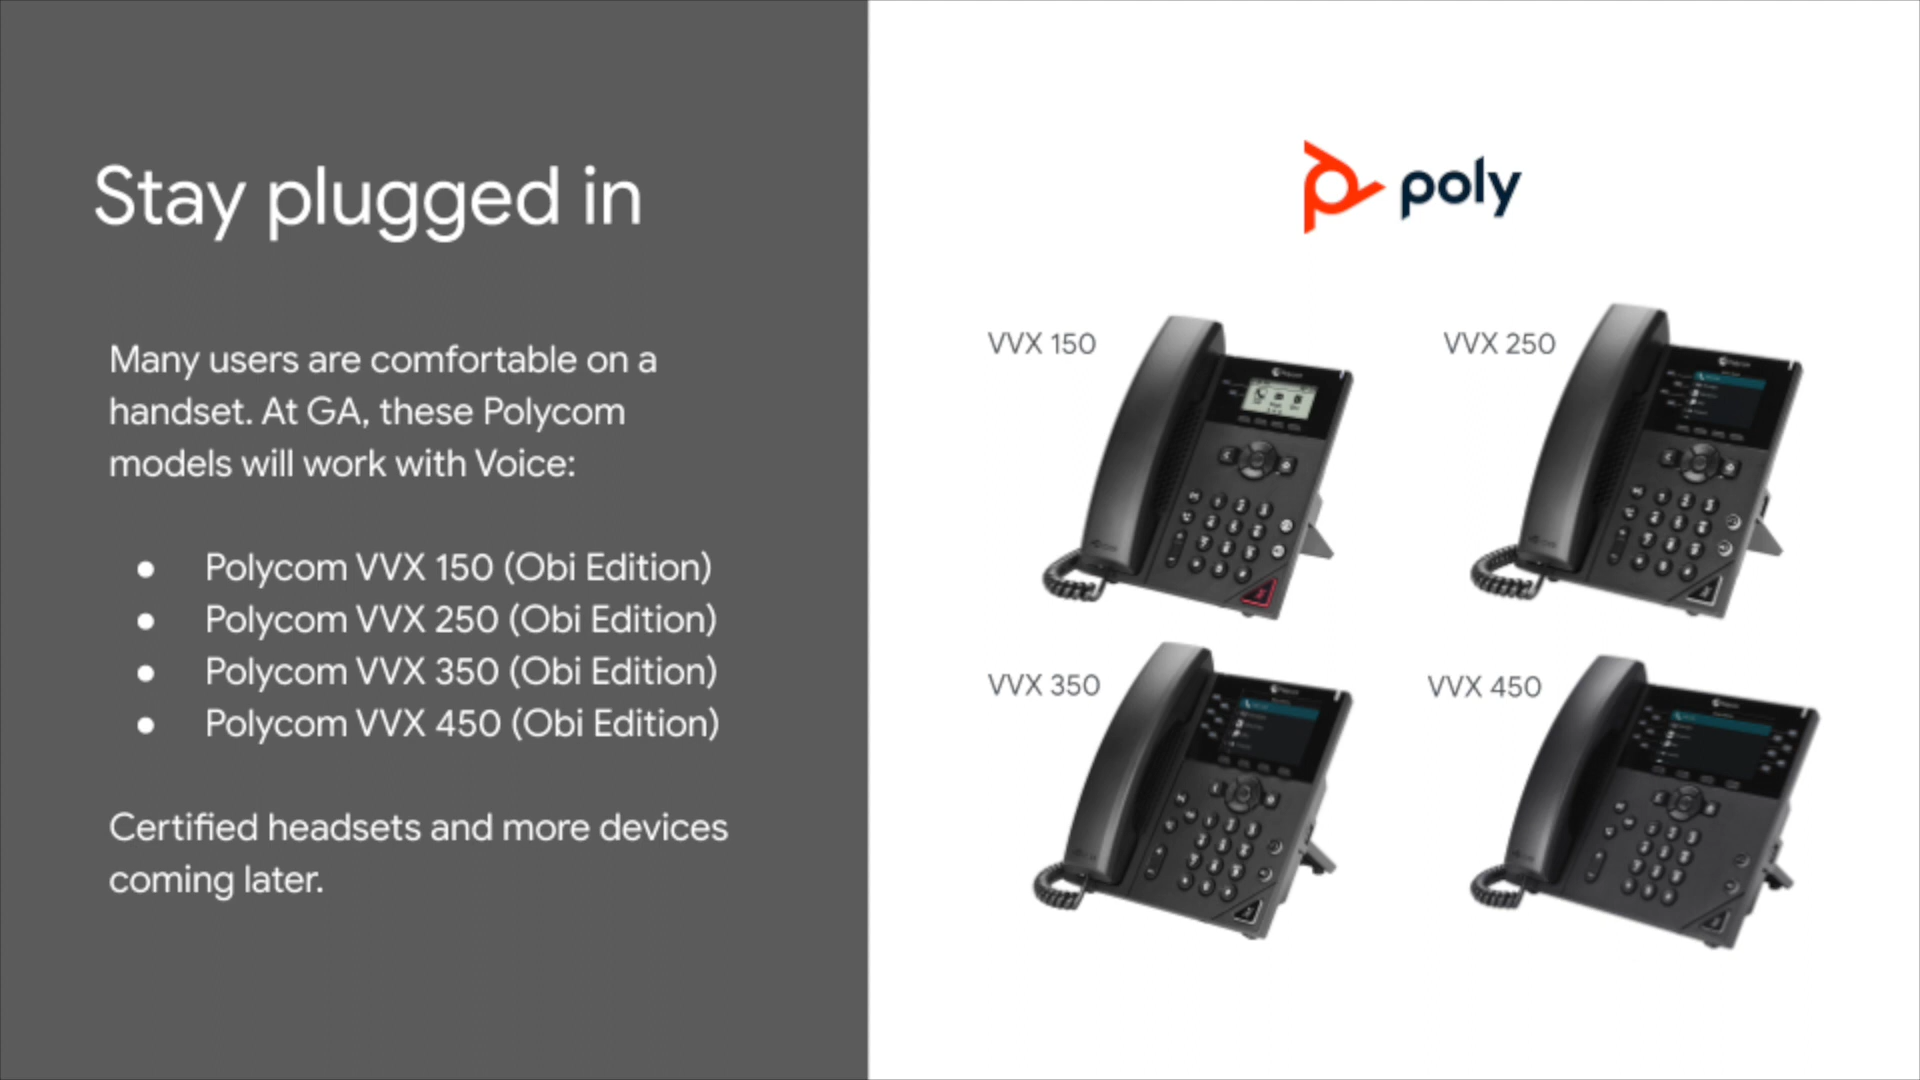 Stay plugged in
Many users are comfortable on a
handset. At GA, these Polycom
models will work with Voice:
● Polycom VVX 150 (Obi Edition)
● Polycom VVX 250 (Obi Edition)
● Polycom VVX 350 (Obi Edition)
● Polycom VVX 450 (Obi Edition)
Certified headsets and more devices
coming later.
poly
VVX 150
VVX 250
VVX 350
VVX 450